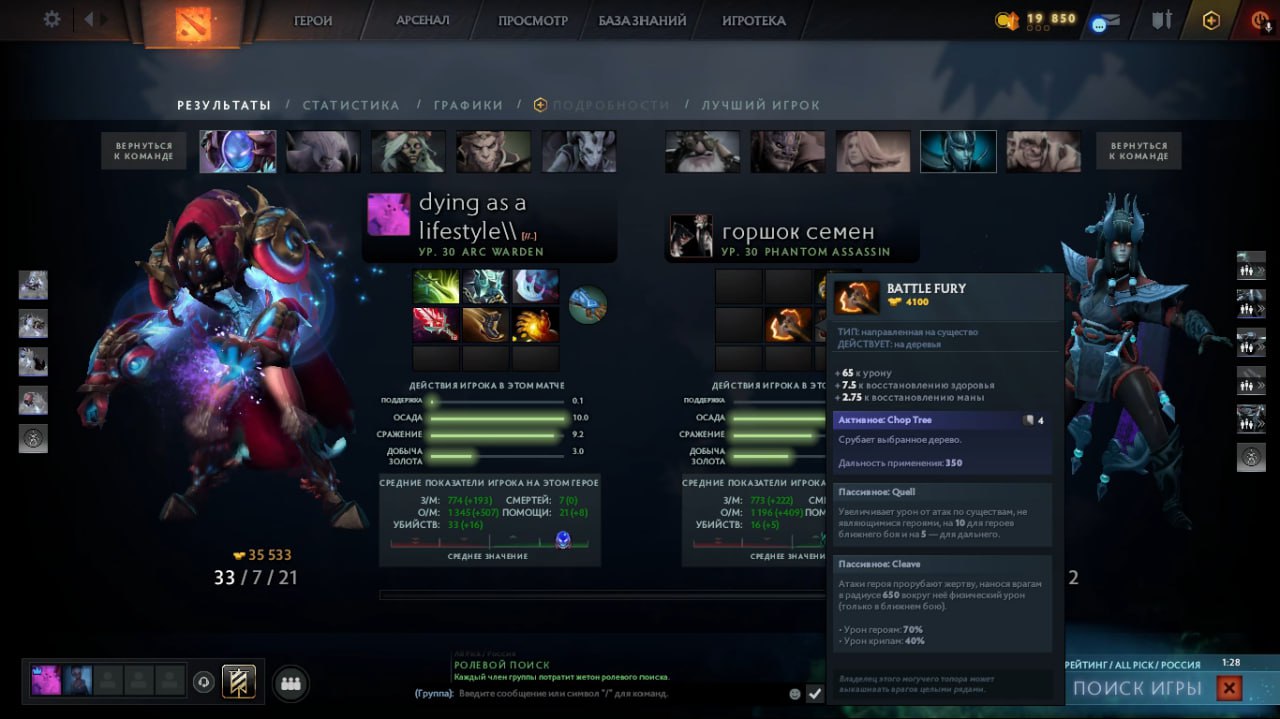 ГЕРОИ
АРСЕНАЛ
ПРОСМОТР
БАЗА ЗНАНИЙ
ИГРОТЕКА
19 850
РЕЗУЛЬТАТЫ / СТАТИСТИКА / ГРАФИКИ / ПОДРОБНОСТИ / ЛУЧШИЙ ИГРОК
ВЕРНУТЬСЯ
К КОМАНДЕ
ВЕРНУТЬСЯ
К КОМАНДЕ
dying as a
lifestyle\\ [//..]
УР. 30 ARC WARDEN
горшок семен
УР. 30 PHANTOM ASSASSIN
ДЕЙСТВИЯ ИГРОКА В ЭТОМ МАТЧЕ
ПОДДЕРЖКА 0.1
ОСАДА 10.0
СРАЖЕНИЕ 9.2
ДОБЫЧА
ЗОЛОТА 3.0
СРЕДНИЕ ПОКАЗАТЕЛИ ИГРОКА НА ЭТОМ ГЕРОЕ
З/М: 774 (+193) СМЕРТЕЙ: 7 (0)
О/М: 1 345 (+507) ПОМОЩИ: 21 (+8)
УБИЙСТВ: 33 (+16)
СРЕДНЕЕ ЗНАЧЕНИЕ
35 533
33 / 7 / 21
ДЕЙСТВИЯ ИГРОКА В ЭТО
ПОДДЕРЖКА
ОСАДА
СРАЖЕНИЕ
ДОБЫЧА
ЗОЛОТА
СРЕДНИЕ ПОКАЗАТЕЛИ ИГРОКА
З/М: 773 (+222) СМ
О/М: 1 196 (+409) ПОМ
УБИЙСТВ: 16 (+5)
СРЕДНЕЕ ЗНАЧЕНИ
2
BATTLE FURY
4100
ТИП: направленная на существо
ДЕЙСТВУЕТ: на деревья
+ 65 к урону
+ 7.5 к восстановлению здоровья
+ 2.75 к восстановлению маны
Активное: Chop Tree 4
Срубает выбранное дерево.
Дальность применения: 350
Пассивное: Quell
Увеличивает урон от атак по существам, не
являющимися героями, на 10 для героев
ближнего боя и на 5 — для дальнего.
Пассивное: Cleave
Атаки героя прорубают жертву, нанося врагам
в радиусе 650 вокруг неё физический урон
(только в ближнем бою).
• Урон героям: 70%
• Урон крипам: 40%
Владелец этого могучего топора может
выкашивать врагов целыми рядами.
ALL PICK / РОССИЯ
РОЛЕВОЙ ПОИСК
Каждый член группы потратит жетон ролевого поиска.
(Группа): Введите сообщение или символ "/" для команд.
РЕЙТИНГ / ALL PICK / РОССИЯ 1:28
ПОИСК ИГРЫ